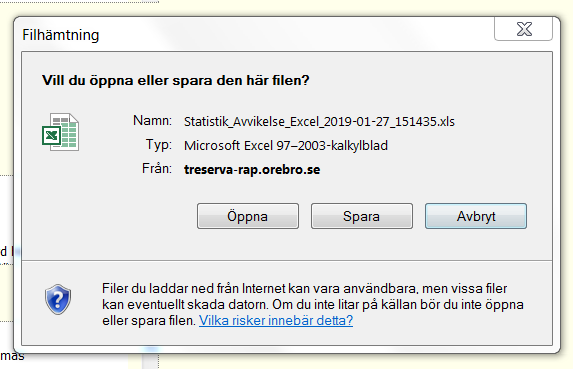 Filhämtning
Vill du öppna eller spara den här filen?
Namn: Statistik_Avvikelse_Excel_2019-01-27_151435.xls
Typ: Microsoft Excel 97–2003-kalkylblad
Från: treserva-rap.orebro.se
Öppna Spara Avbryt
Filer du laddar ned från Internet kan vara användbara, men vissa filer
kan eventuellt skada datorn. Om du inte litar på källan bör du inte öppna
eller spara filen. Vilka risker innebär detta?